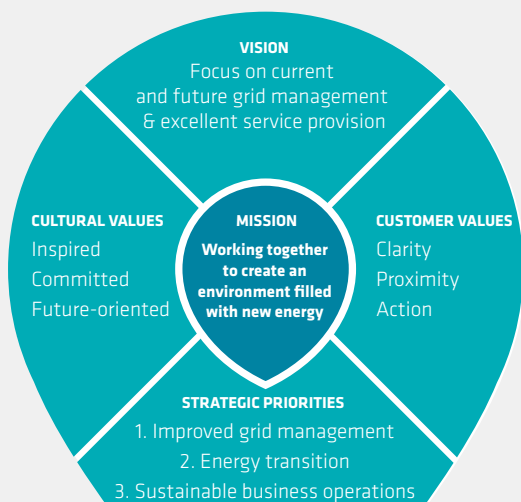 VISION
Focus on current
and future grid management
& excellent service provision
CULTURAL VALUES
Inspired
Committed
Future-oriented
MISSION
Working together
to create an
environment filled
with new energy
CUSTOMER VALUES
Clarity
Proximity
Action
STRATEGIC PRIORITIES
1. Improved grid management
2. Energy transition
3. Sustainable business operations